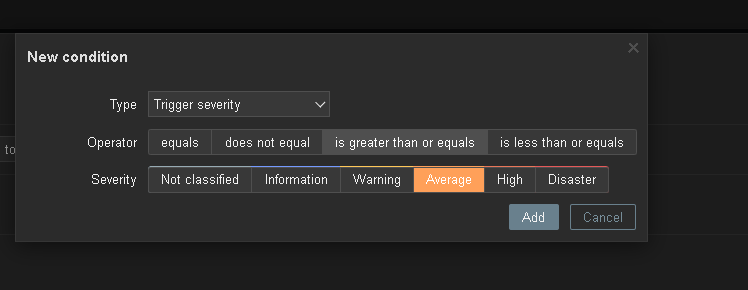 New condition
Type Trigger severity
to
Operator equals does not equal is greater than or equals is less than or equals
Severity Not classified Information Warning Average High Disaster
Add Cancel